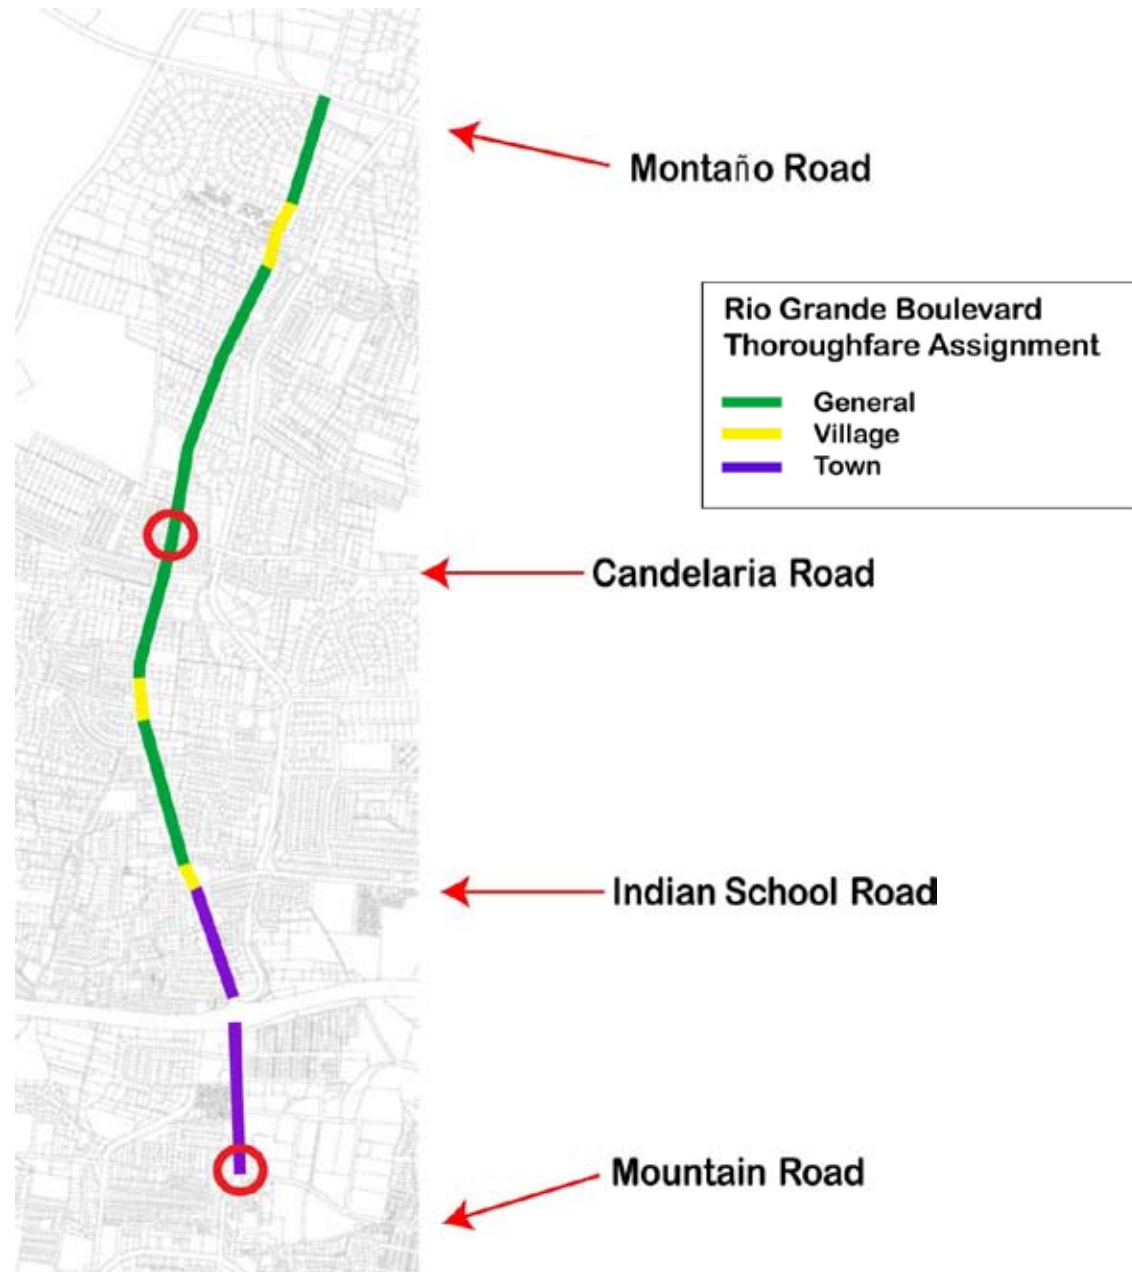 Montaño Road
Rio Grande Boulevard
Thoroughfare Assignment
General
Village
Town
Candelaria Road
Indian School Road
Mountain Road